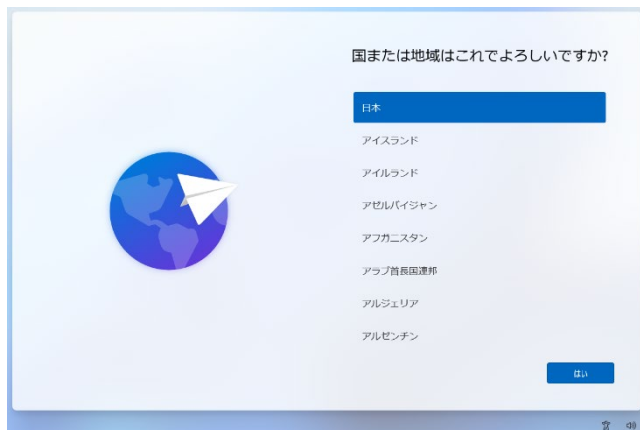 国または地域はこれでよろしいですか?
日本
アイスランド
アイルランド
アゼルバイジャン
アフガニスタン
アラブ首長国連邦
アルジェリア
アルゼンチン
はい